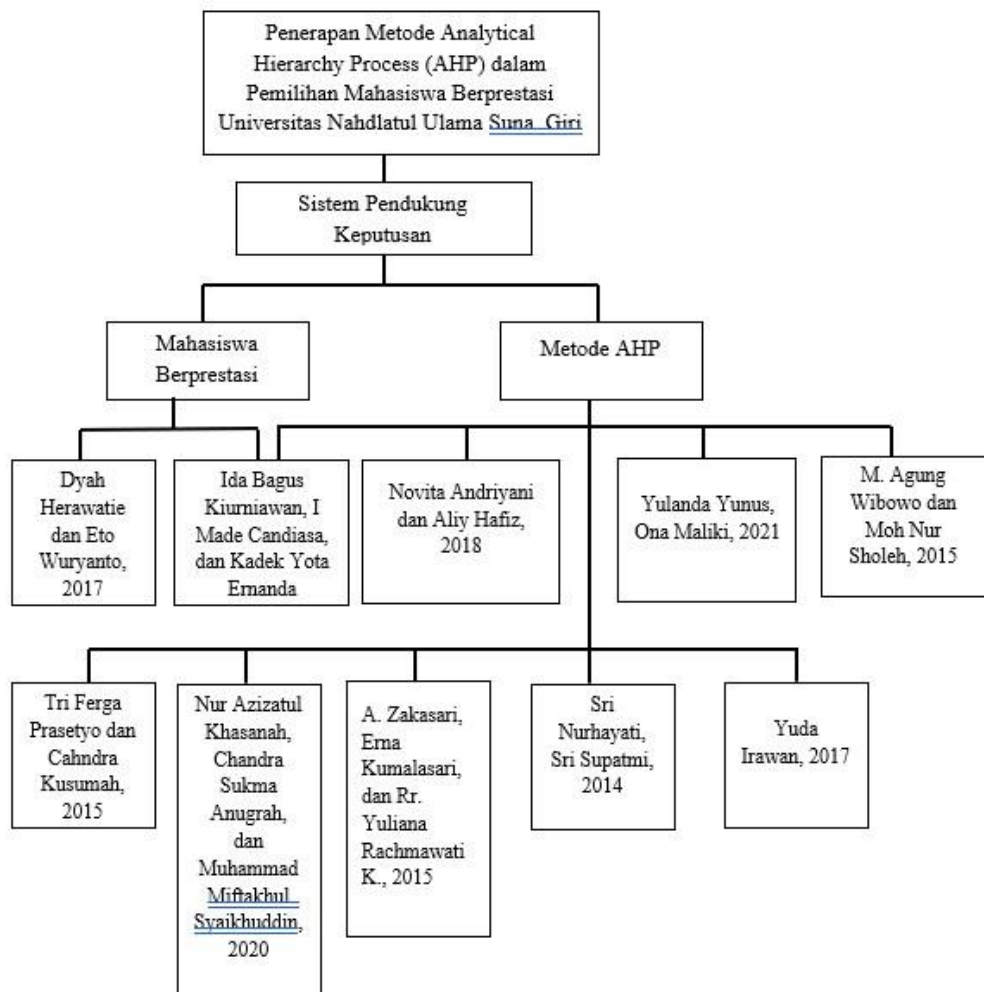 Penerapan Metode Analytical
Hierarchy Process (AHP) dalam
Pemilihan Mahasiswa Berprestasi
Universitas Nahdlatul Ulama Suna Giri
Sistem Pendukung
Keputusan
Mahasiswa
Berprestasi
Metode AHP
Dyah
Herawatie
dan Eto
Wuryanto,
2017
Ida Bagus
Kiurniawan, I
Made Candiasa,
dan Kadek Yota
Ernanda
Novita Andriyani
dan Aliy Hafiz,
2018
Yulanda Yunus,
Ona Maliki, 2021
M. Agung
Wibowo dan
Moh Nur
Sholeh, 2015
Tri Ferga
Prasetyo dan
Cahndra
Kusumah,
2015
Nur Azizatul
Khasanah,
Chandra
Sukma
Anugrah,
dan
Muhammad
Miftakhul
Syaikhuddin,
2020
A. Zakasari,
Erna
Kumalasari,
dan Rr.
Yuliana
Rachmawati
K., 2015
Sri
Nurhayati,
Sri Supatmi,
2014
Yuda
Irawan, 2017